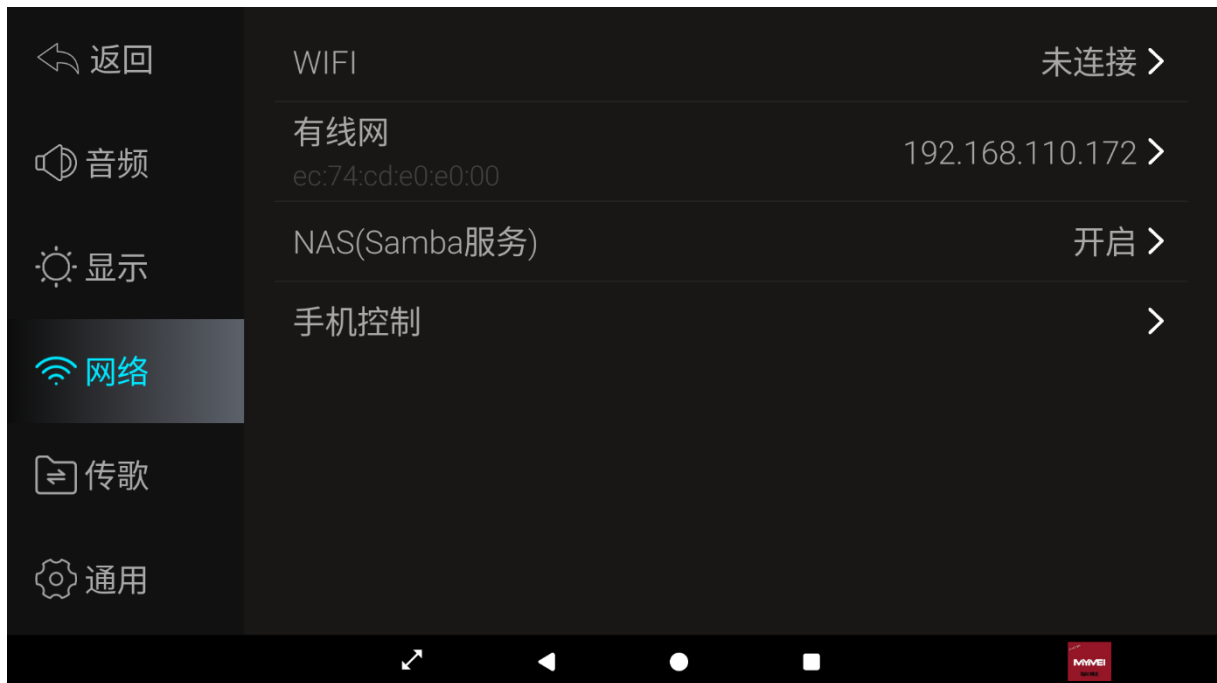 返回
WIFI
未连接
音频
有线网
ec:74:cd:e0:e0:00
192.168.110.172
显示
NAS(Samba服务)
开启
手机控制
网络
传歌
通用
MYMEI